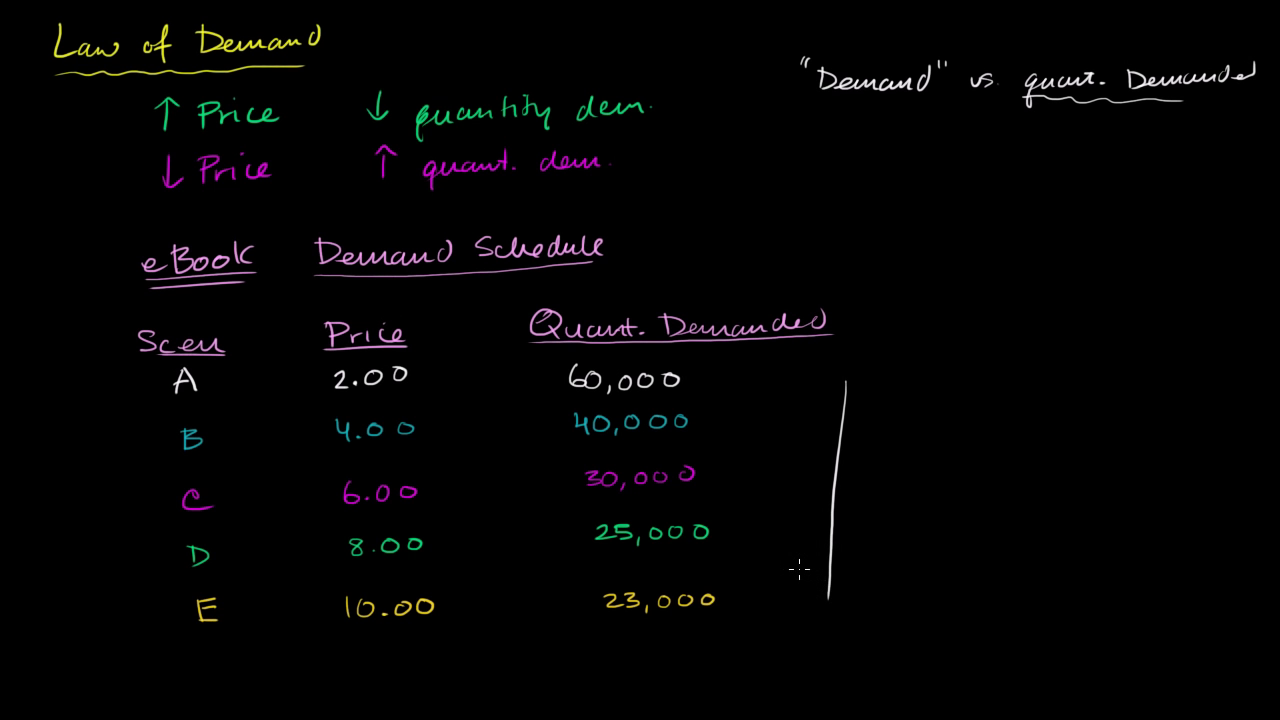 Law of Demand
"Demand" vs. quant. Demanded
↑ Price ↓ quantity dem.
↓ Price ↑ quant. dem.
eBook Demand Schedule
Scen Price Quant. Demanded
A 2.00 60,000
B 4.00 40,000
C 6.00 30,000
D 8.00 25,000
E 10.00 23,000